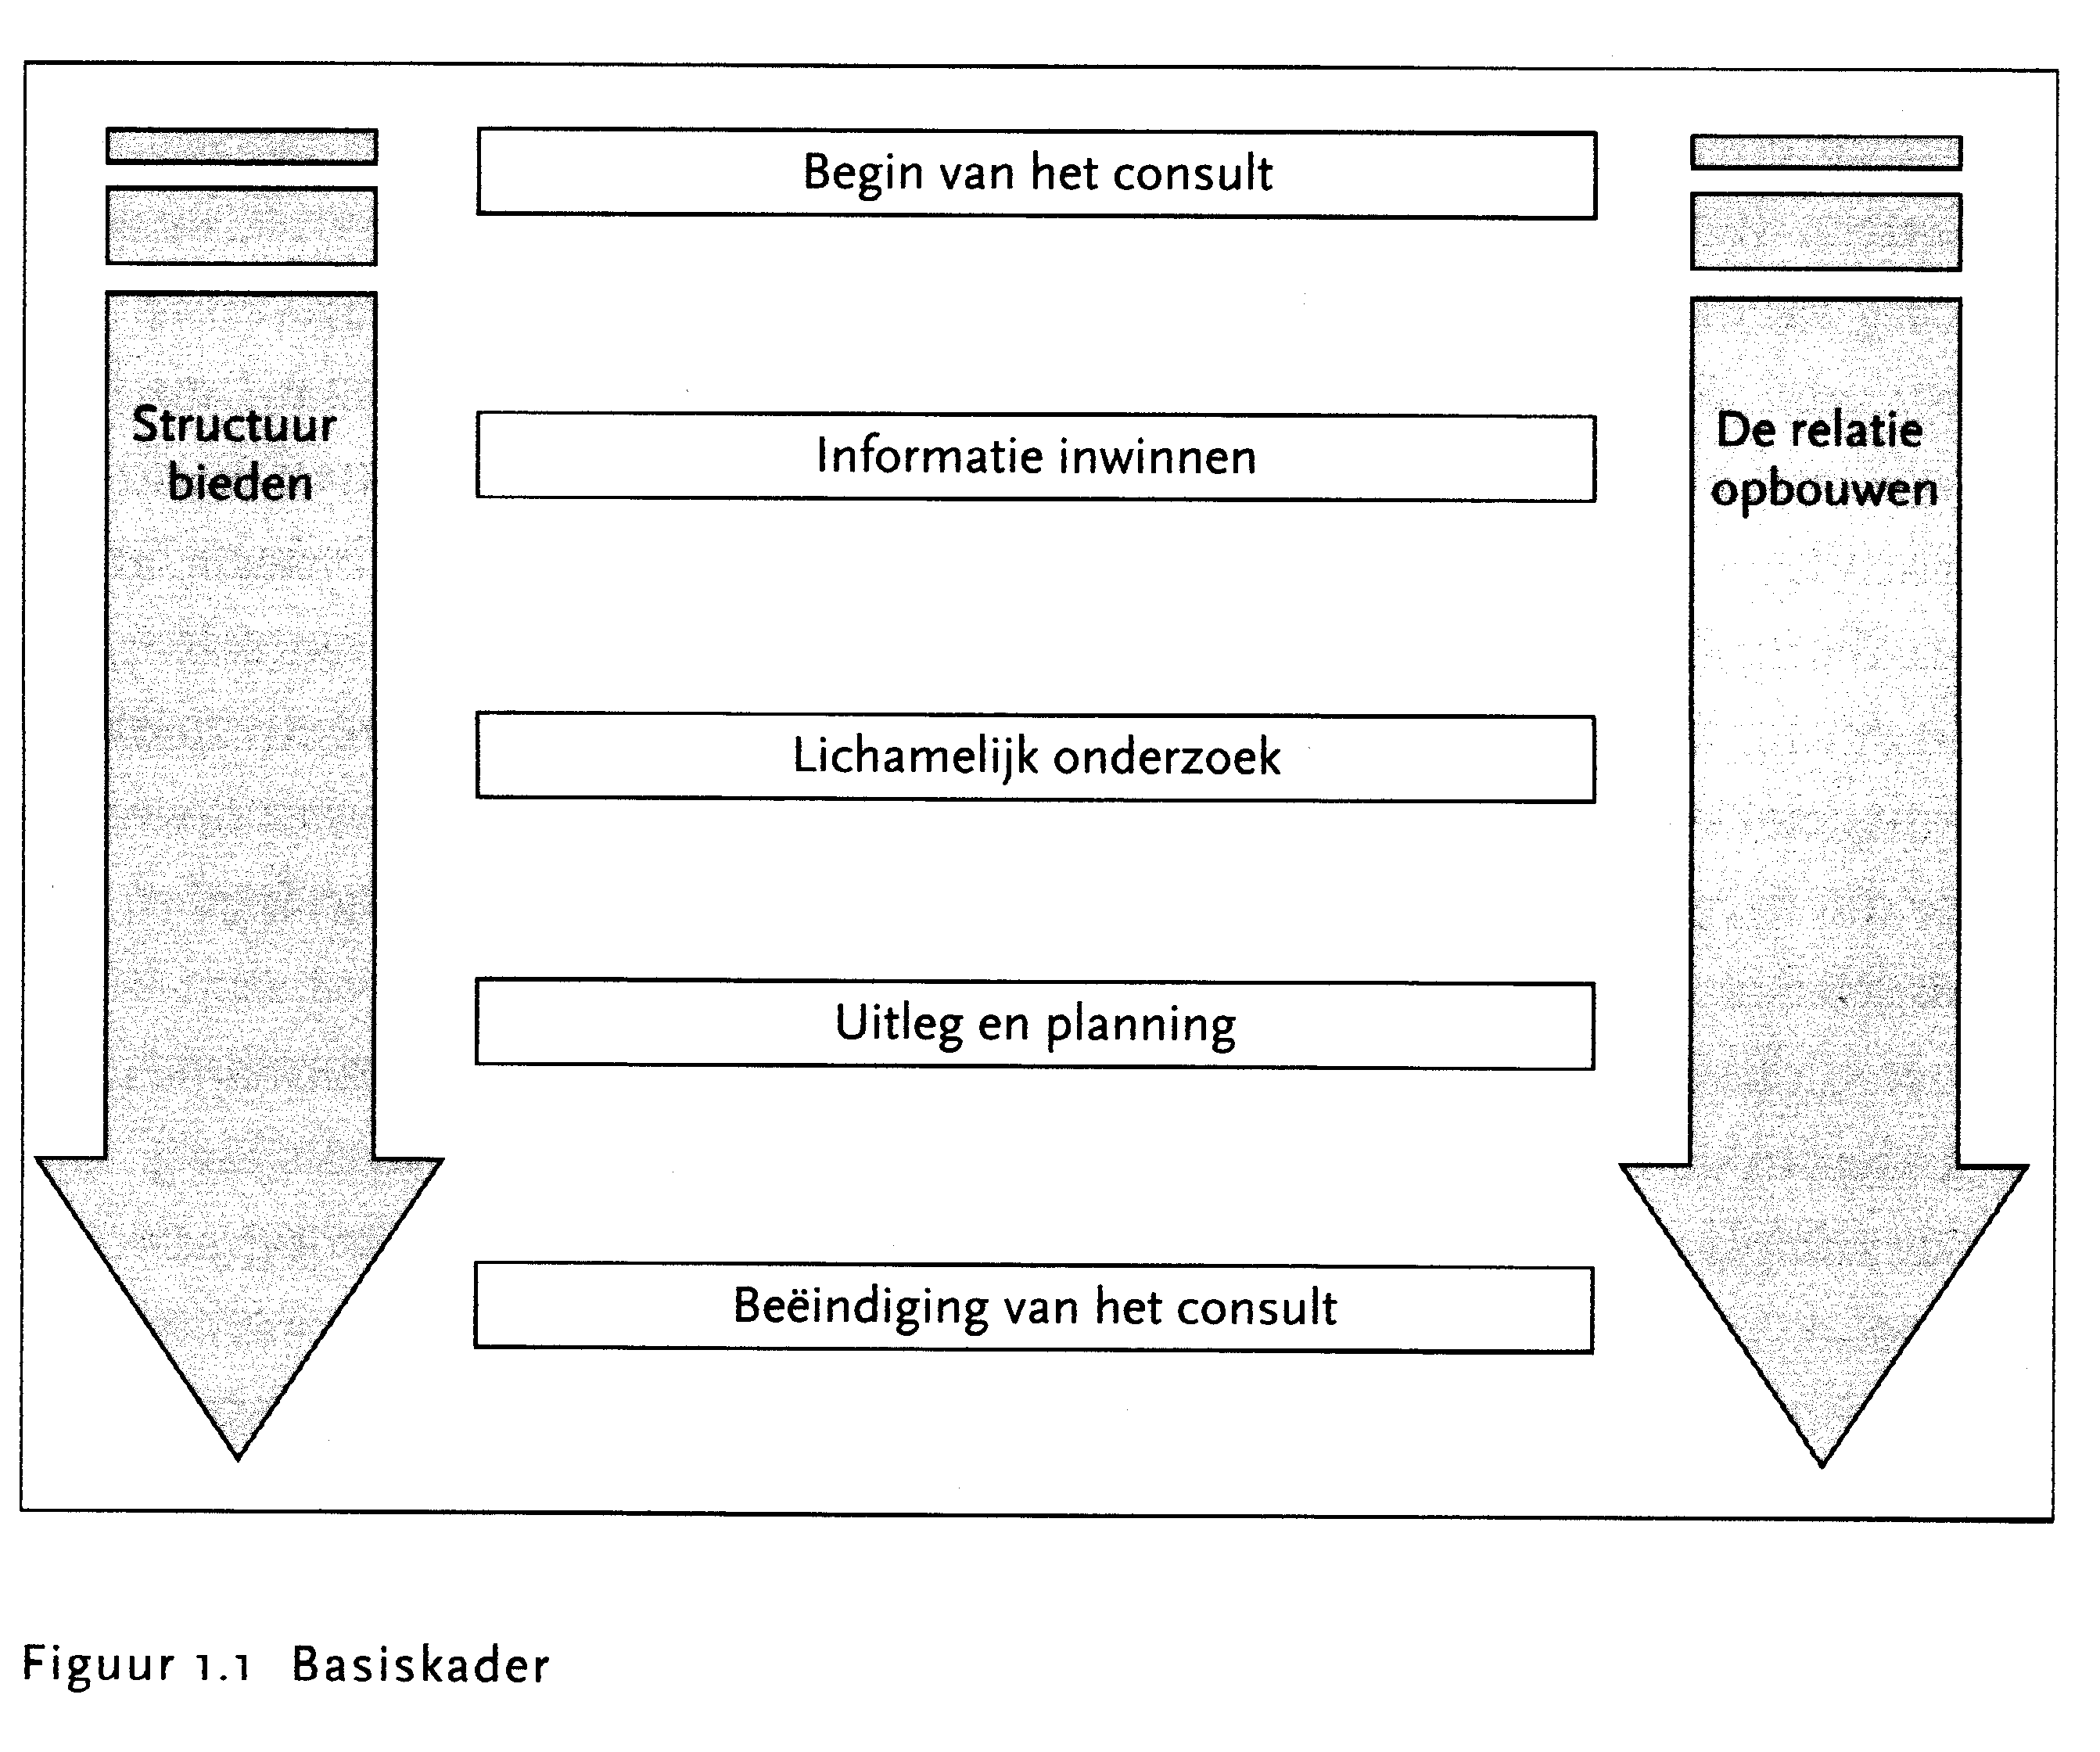 Begin van het consult
Structuur
bieden
Informatie inwinnen
De relatie
opbouwen
Lichamelijk onderzoek
Uitleg en planning
Beëindiging van het consult
Figuur 1.1 Basiskader